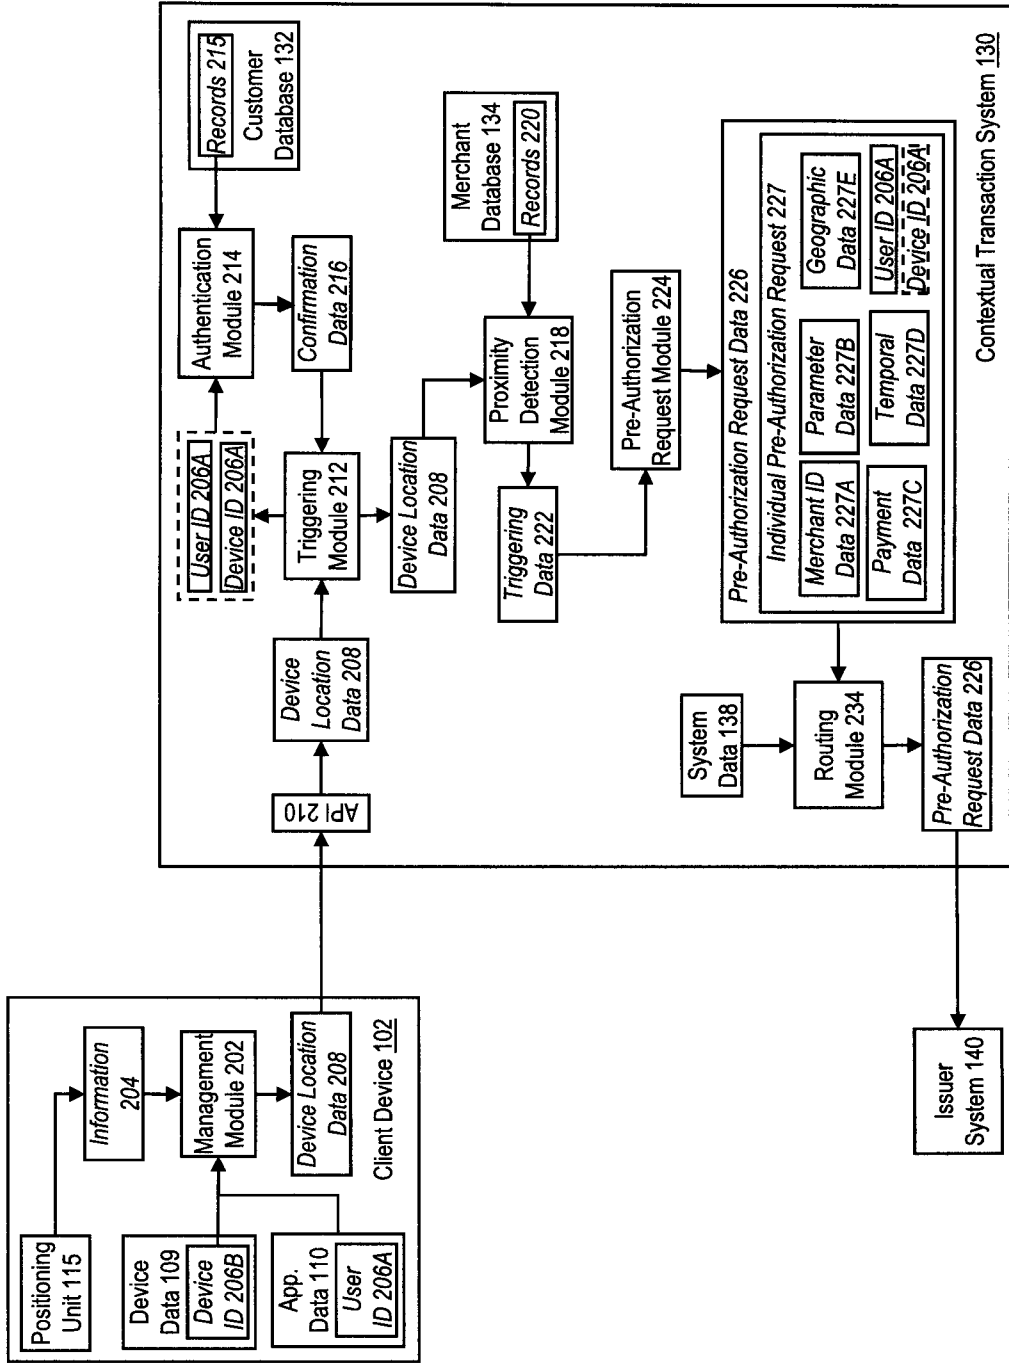 Positioning
Unit 115
Information
204
Device
Data 109
Device
ID 206B
Management
Module 202
App.
Data 110
User
ID 206A
Device Location
Data 208
Client Device 102
API 210
Device
Location
Data 208
User ID 206A
Device ID 206A
Triggering
Module 212
Device Location
Data 208
Authentication
Module 214
Confirmation
Data 216
Records 215
Customer
Database 132
Merchant
Database 134
Records 220
Proximity
Detection
Module 218
Triggering
Data 222
Pre-Authorization
Request Module 224
Pre-Authorization Request Data 226
Individual Pre-Authorization Request 227
Merchant ID
Data 227A
Parameter
Data 227B
Geographic
Data 227E
Payment
Data 227C
Temporal
Data 227D
User ID 206A
Device ID 206A
System
Data 138
Routing
Module 234
Pre-Authorization
Request Data 226
Contextual Transaction System 130
Issuer
System 140